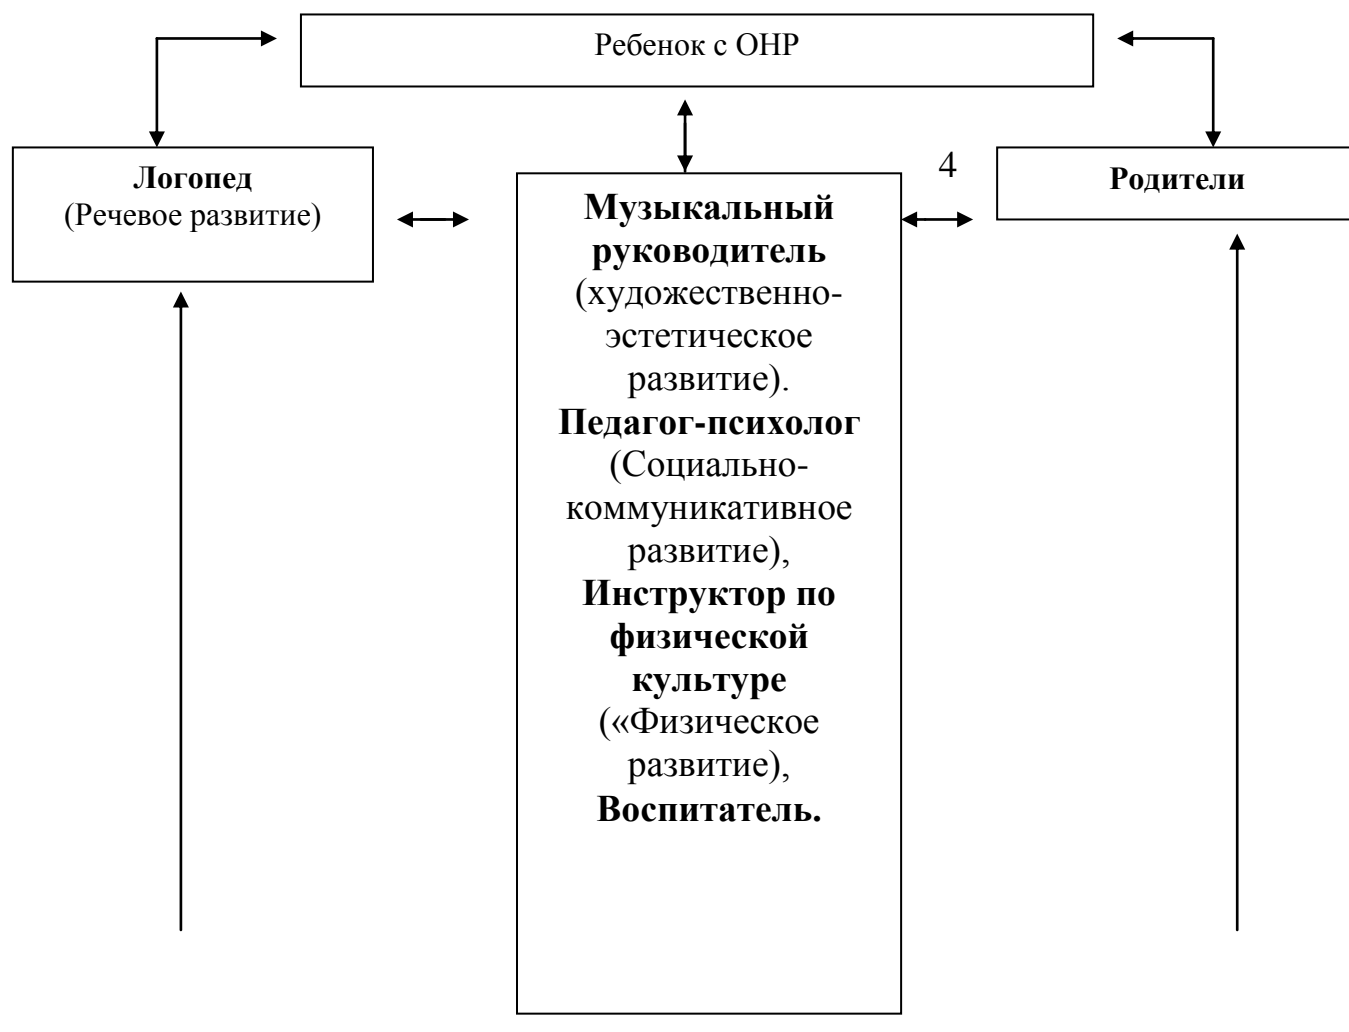 Ребенок с ОНР
Логопед
(Речевое развитие)
4
Родители
Музыкальный
руководитель
(художественно-
эстетическое
развитие).
Педагог-психолог
(Социально-
коммуникативное
развитие),
Инструктор по
физической
культуре
(«Физическое
развитие),
Воспитатель.